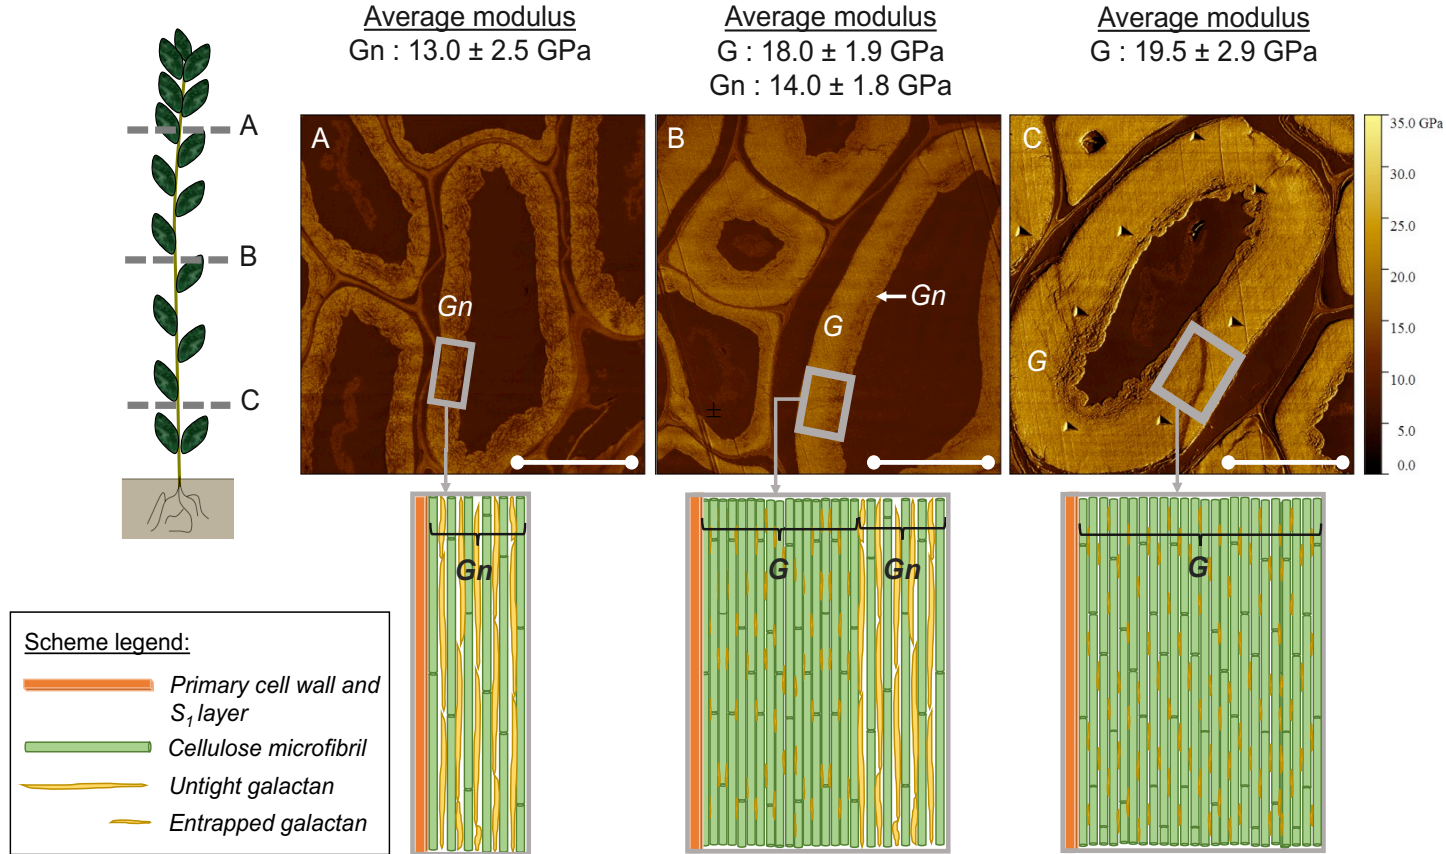 Average modulus
Gn : 13.0 ± 2.5 GPa
Average modulus
G : 18.0 ± 1.9 GPa
Gn : 14.0 ± 1.8 GPa
Average modulus
G : 19.5 ± 2.9 GPa
A
B
C
A
Gn
B
G
Gn
±
C
G
35.0 GPa
30.0
25.0
20.0
15.0
10.0
5.0
0.0
Gn
G
Gn
G
Scheme legend:
Primary cell wall and
S1 layer
Cellulose microfibril
Untight galactan
Entrapped galactan